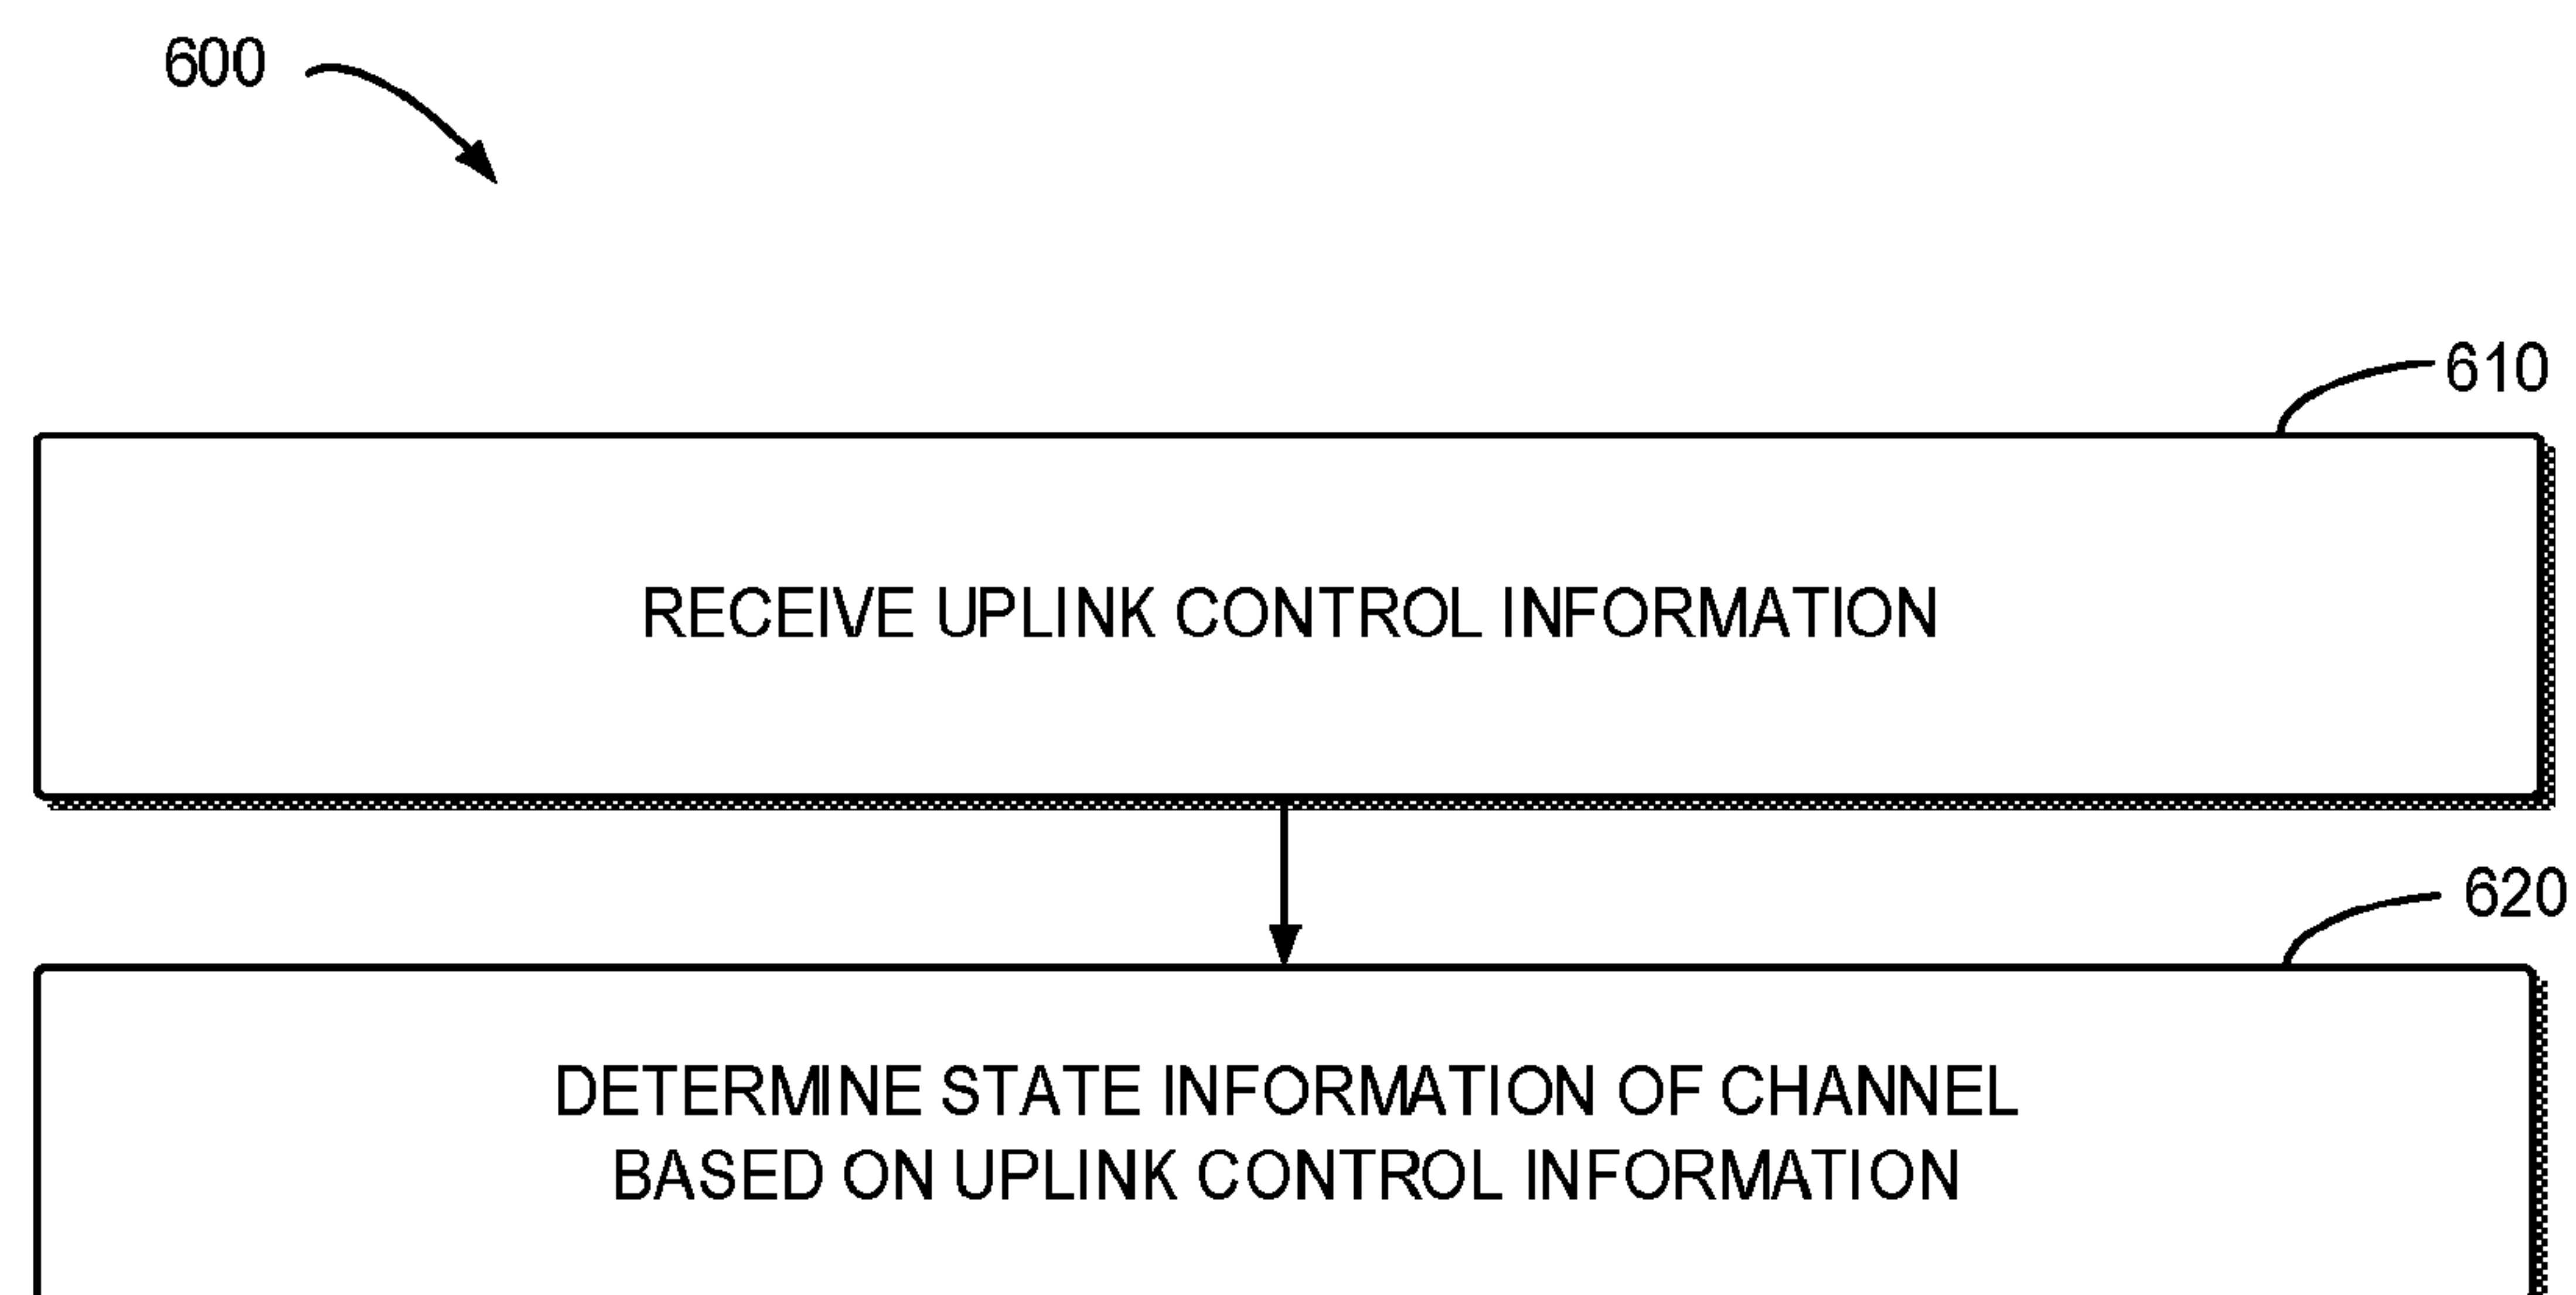 600
610
RECEIVE UPLINK CONTROL INFORMATION
620
DETERMINE STATE INFORMATION OF CHANNEL
BASED ON UPLINK CONTROL INFORMATION